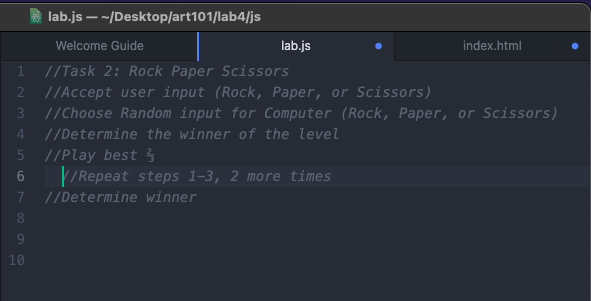 lab.js — ~/Desktop/art101/lab4/js
Welcome Guide lab.js index.html
1 //Task 2: Rock Paper Scissors
2 //Accept user input (Rock, Paper, or Scissors)
3 //Choose Random input for Computer (Rock, Paper, or Scissors)
4 //Determine the winner of the level
5 //Play best ⅔
6 //Repeat steps 1-3, 2 more times
7 //Determine winner
8
9
10